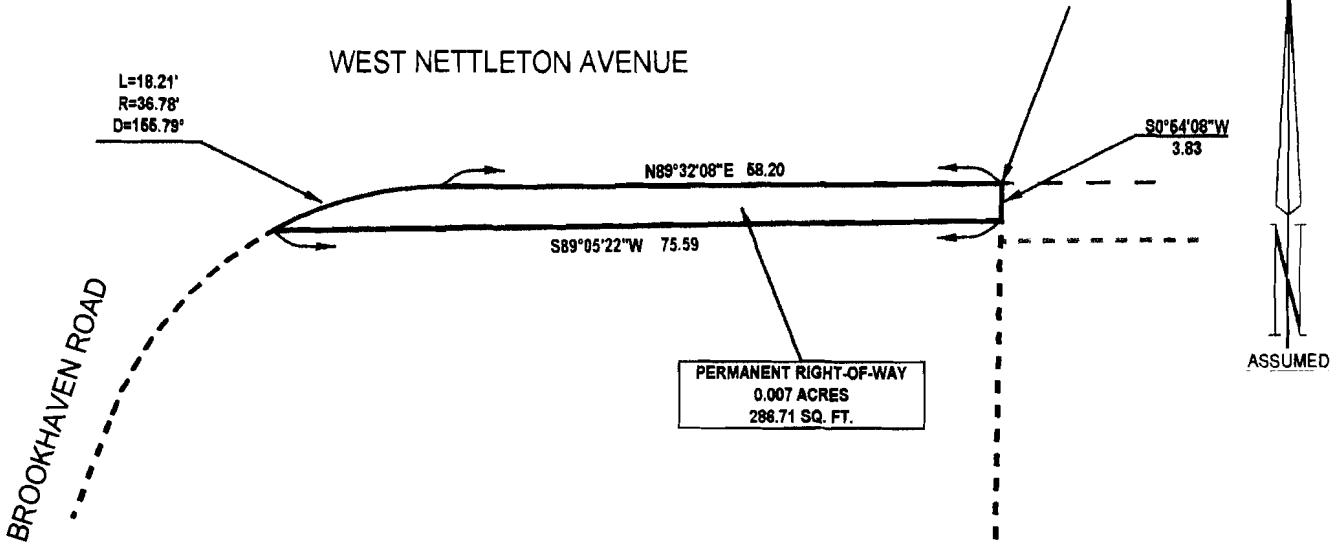 WEST NETTLETON AVENUE
L=18.21'
R=36.78'
D=155.79°
S0°54'08"W
3.83
N89°32'08"E 58.20
S89°05'22"W 75.59
BROOKHAVEN ROAD
PERMANENT RIGHT-OF-WAY
0.007 ACRES
286.71 SQ. FT.
N
ASSUMED